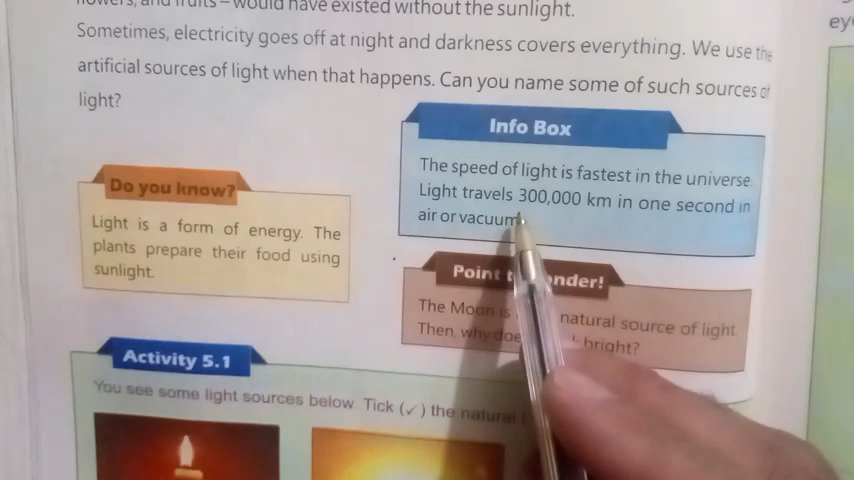 flowers, and fruits – would have existed without the sunlight.
Sometimes, electricity goes off at night and darkness covers everything. We use the
artificial sources of light when that happens. Can you name some of such sources of
light?
Info Box
The speed of light is fastest in the universe.
Light travels 300,000 km in one second in
air or vacuum
Do you know?
Light is a form of energy. The
plants prepare their food using
sunlight.
Point
The Moon is natural source of light.
Then, why bright?
Activity 5.1
You see some light sources below. Tick (✓) the natural